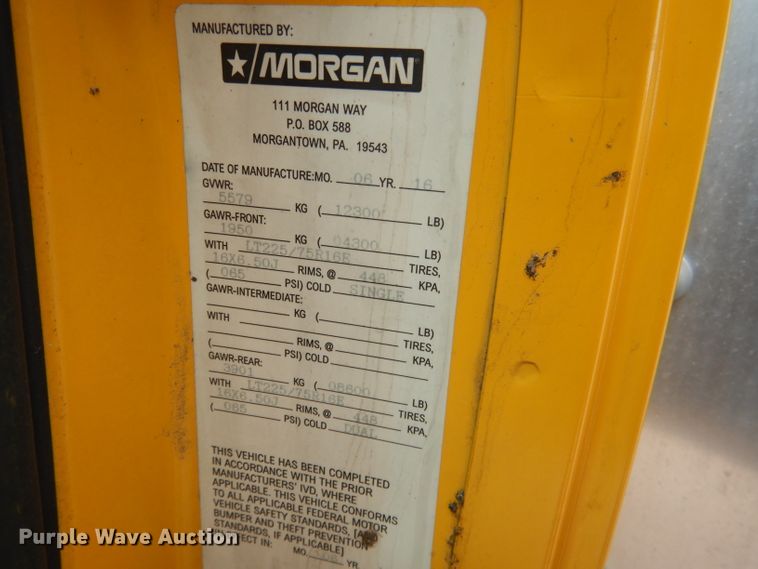 MANUFACTURED BY:
MORGAN
111 MORGAN WAY
P.O. BOX 588
MORGANTOWN, PA. 19543
DATE OF MANUFACTURE:MO. 06 YR. 16
GVWR:
5579 KG ( 12300 LB)
GAWR-FRONT:
1950 KG ( 04300 LB)
WITH LT225/75R16E TIRES,
16X6.50J RIMS, @ 448 KPA,
( 065 PSI) COLD SINGLE
GAWR-INTERMEDIATE:
KG ( LB)
WITH TIRES,
RIMS, @ KPA,
( PSI) COLD
GAWR-REAR:
3901 KG ( 08600 LB)
WITH LT225/75R16E TIRES,
16X6.50J RIMS, @ 448 KPA,
( 065 PSI) COLD DUAL
THIS VEHICLE HAS BEEN COMPLETED
IN ACCORDANCE WITH THE PRIOR
MANUFACTURERS' IVD, WHERE
APPLICABLE. THIS VEHICLE CONFORMS
TO ALL APPLICABLE FEDERAL MOTOR
VEHICLE SAFETY STANDARDS, [AND
BUMPER AND THEFT PREVENTION
STANDARDS, IF APPLICABLE]
IN EFFECT IN: MO. YR.
Purple Wave Auction